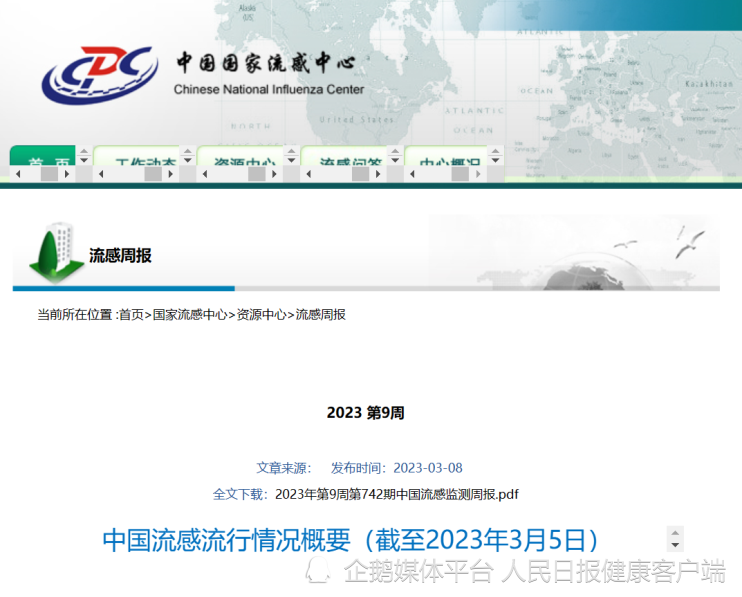 Alaska
CDC
中国国家流感中心
Chinese National Influenza Center
NORTH
United States
ATLANTIC
OCEAN
ATLANTIC
OCEAN
Kazakhstan
首 页
工作动态
资源中心
流感问答
中心概况
流感周报
当前所在位置 :首页>国家流感中心>资源中心>流感周报
2023 第9周
文章来源： 发布时间：2023-03-08
全文下载：2023年第9周第742期中国流感监测周报.pdf
中国流感流行情况概要（截至2023年3月5日）
企鹅媒体平台 人民日报健康客户端